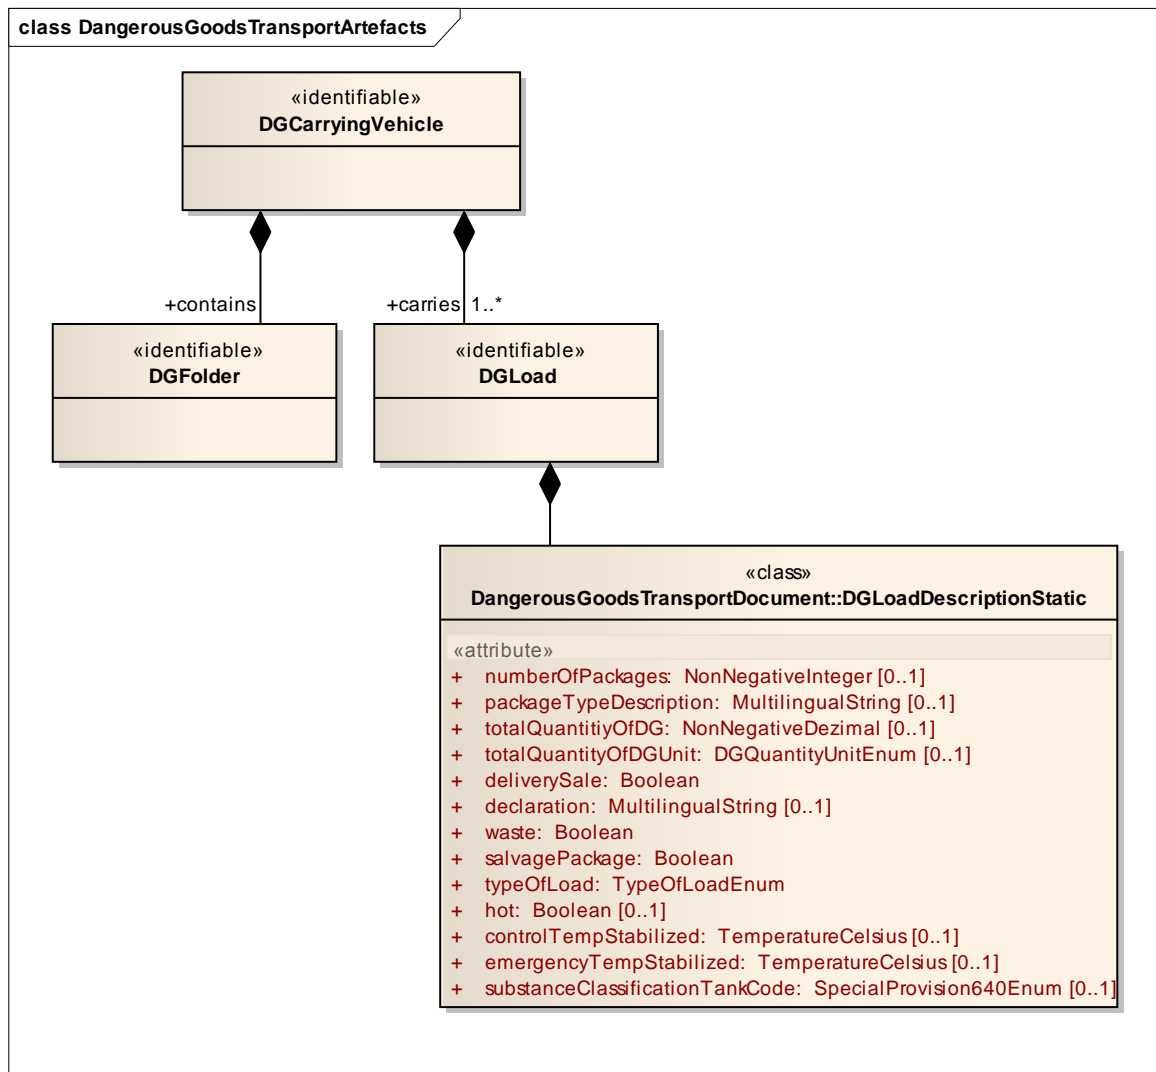 class DangerousGoodsTransportArtefacts
«identifiable»
DGCarryingVehicle
+contains
+carries 1..*
«identifiable»
DGFolder
«identifiable»
DGLoad
«class»
DangerousGoodsTransportDocument::DGLoadDescriptionStatic
«attribute»
+ numberOfPackages: NonNegativeInteger [0..1]
+ packageTypeDescription: MultilingualString [0..1]
+ totalQuantitiyOfDG: NonNegativeDezimal [0..1]
+ totalQuantityOfDGUnit: DGQuantityUnitEnum [0..1]
+ deliverySale: Boolean
+ declaration: MultilingualString [0..1]
+ waste: Boolean
+ salvagePackage: Boolean
+ typeOfLoad: TypeOfLoadEnum
+ hot: Boolean [0..1]
+ controlTempStabilized: TemperatureCelsius [0..1]
+ emergencyTempStabilized: TemperatureCelsius [0..1]
+ substanceClassificationTankCode: SpecialProvision640Enum [0..1]